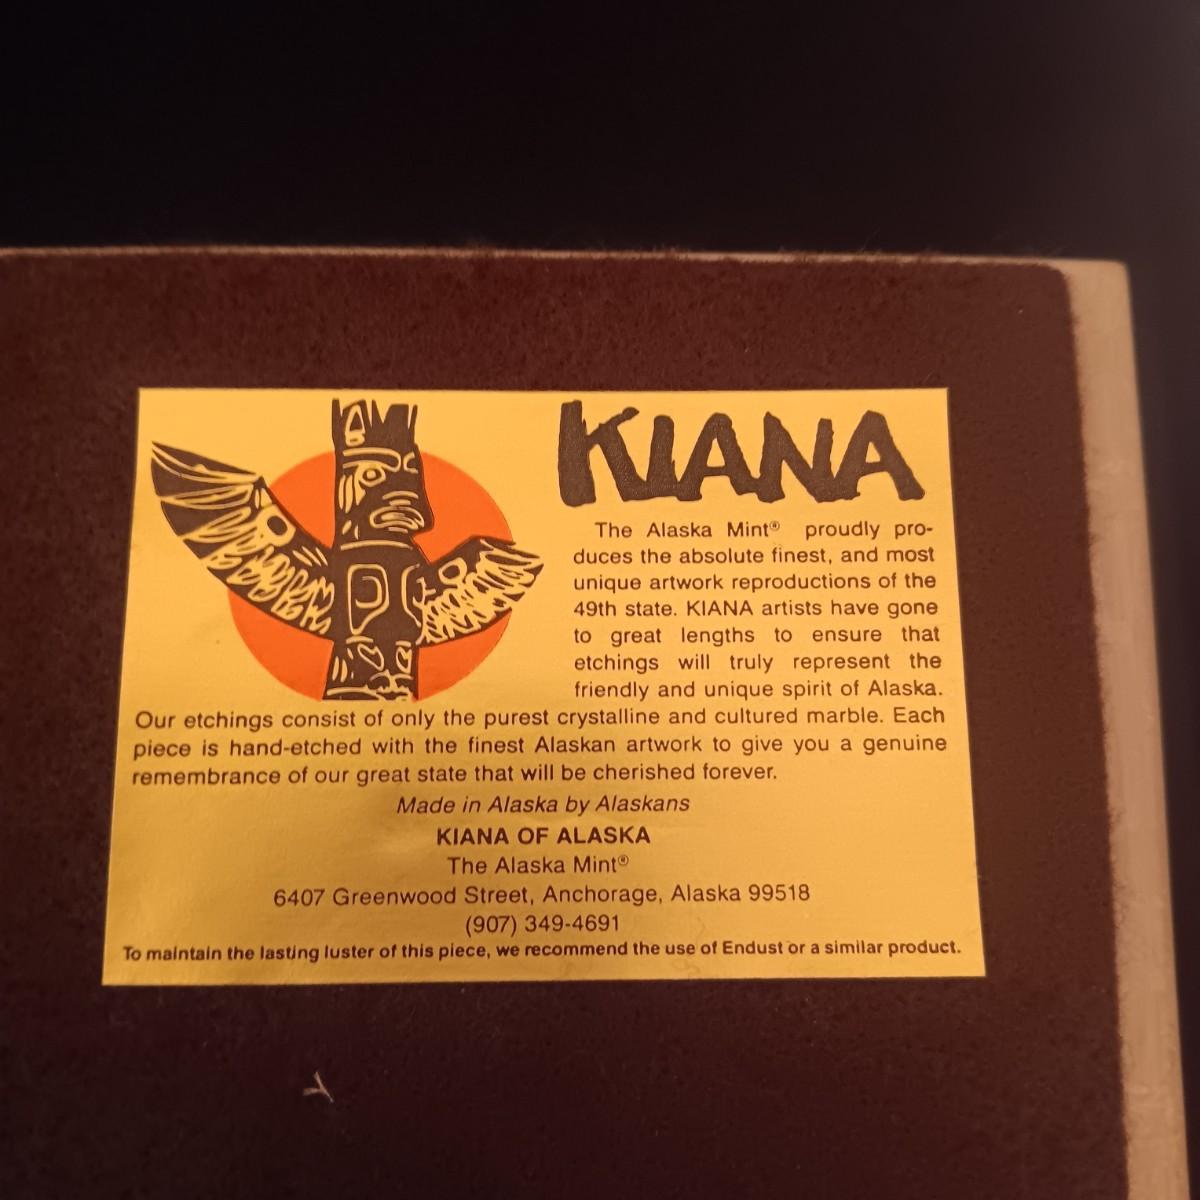 KIANA
The Alaska Mint® proudly pro-
duces the absolute finest, and most
unique artwork reproductions of the
49th state. KIANA artists have gone
to great lengths to ensure that
etchings will truly represent the
friendly and unique spirit of Alaska.
Our etchings consist of only the purest crystalline and cultured marble. Each
piece is hand-etched with the finest Alaskan artwork to give you a genuine
remembrance of our great state that will be cherished forever.
Made in Alaska by Alaskans
KIANA OF ALASKA
The Alaska Mint®
6407 Greenwood Street, Anchorage, Alaska 99518
(907) 349-4691
To maintain the lasting luster of this piece, we recommend the use of Endust or a similar product.